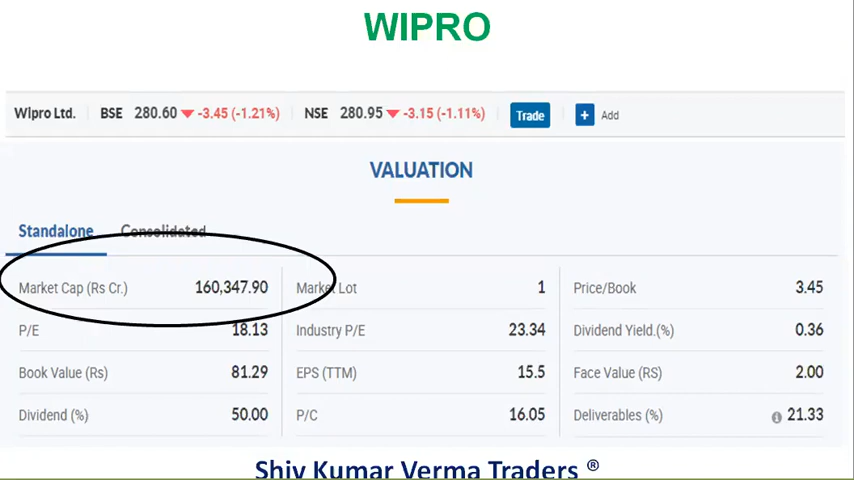 WIPRO
Wipro Ltd. BSE 280.60 -3.45 (-1.21%) NSE 280.95 -3.15 (-1.11%) Trade + Add
VALUATION
Standalone Consolidated
Market Cap (Rs Cr.) 160,347.90 Market Lot 1 Price/Book 3.45
P/E 18.13 Industry P/E 23.34 Dividend Yield.(%) 0.36
Book Value (Rs) 81.29 EPS (TTM) 15.5 Face Value (RS) 2.00
Dividend (%) 50.00 P/C 16.05 Deliverables (%) 21.33
Shiv Kumar Verma Traders ®